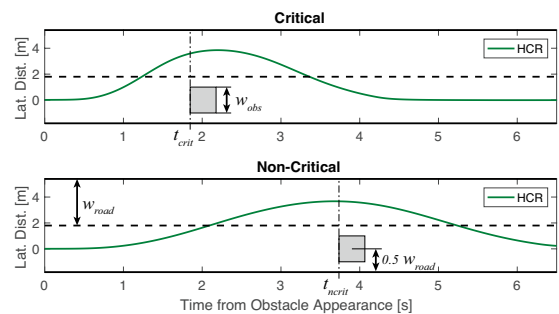 Critical
Lat. Dist. [m]
4
2
0
HCR
w_obs
t_crit
0 1 2 3 4 5 6
Non-Critical
Lat. Dist. [m]
4
2
0
w_road
HCR
0.5 w_road
t_ncrit
0 1 2 3 4 5 6
Time from Obstacle Appearance [s]